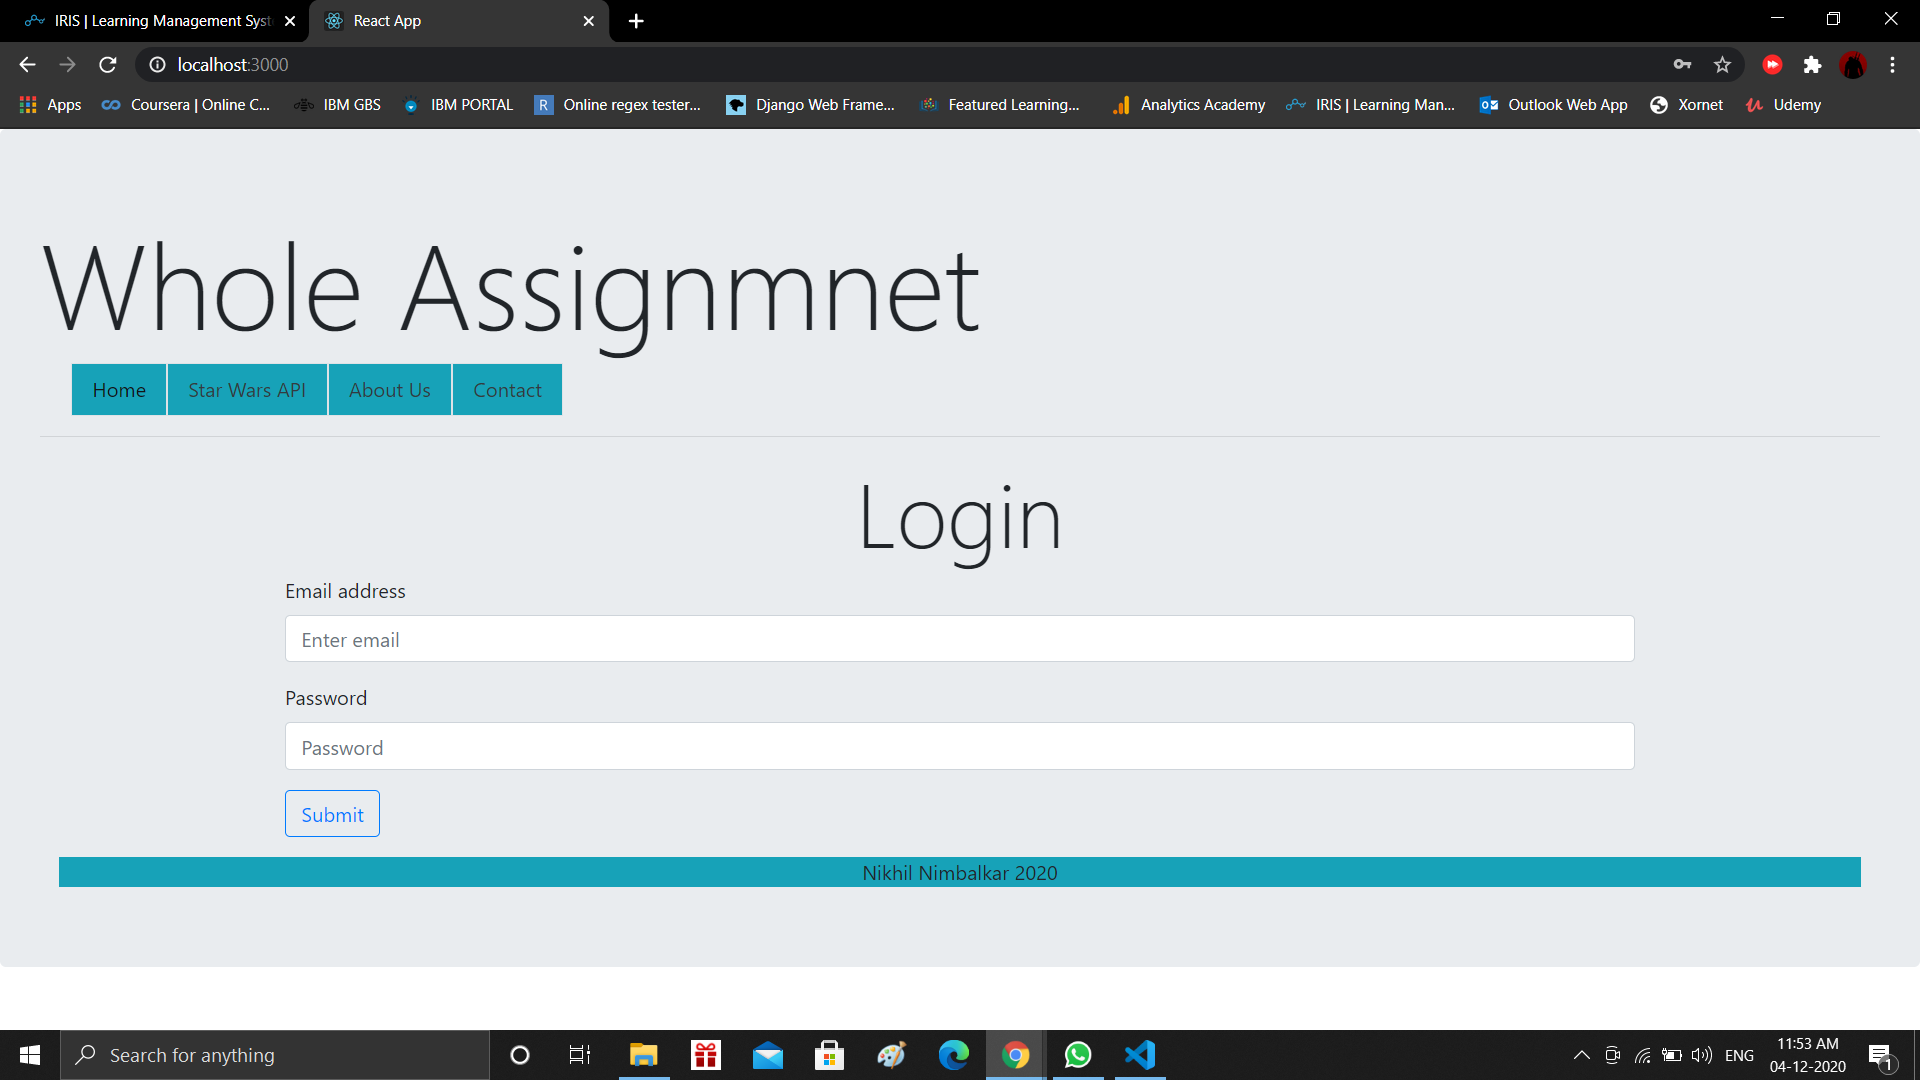 IRIS | Learning Management Syst
React App
localhost:3000
Apps
Coursera | Online C...
IBM GBS
IBM PORTAL
R
Online regex tester...
Django Web Frame...
Featured Learning...
Analytics Academy
IRIS | Learning Man...
Outlook Web App
Xornet
Udemy
Whole Assignmnet
Home
Star Wars API
About Us
Contact
Login
Email address
Enter email
Password
Password
Submit
Nikhil Nimbalkar 2020
Search for anything
ENG
11:53 AM
04-12-2020
1